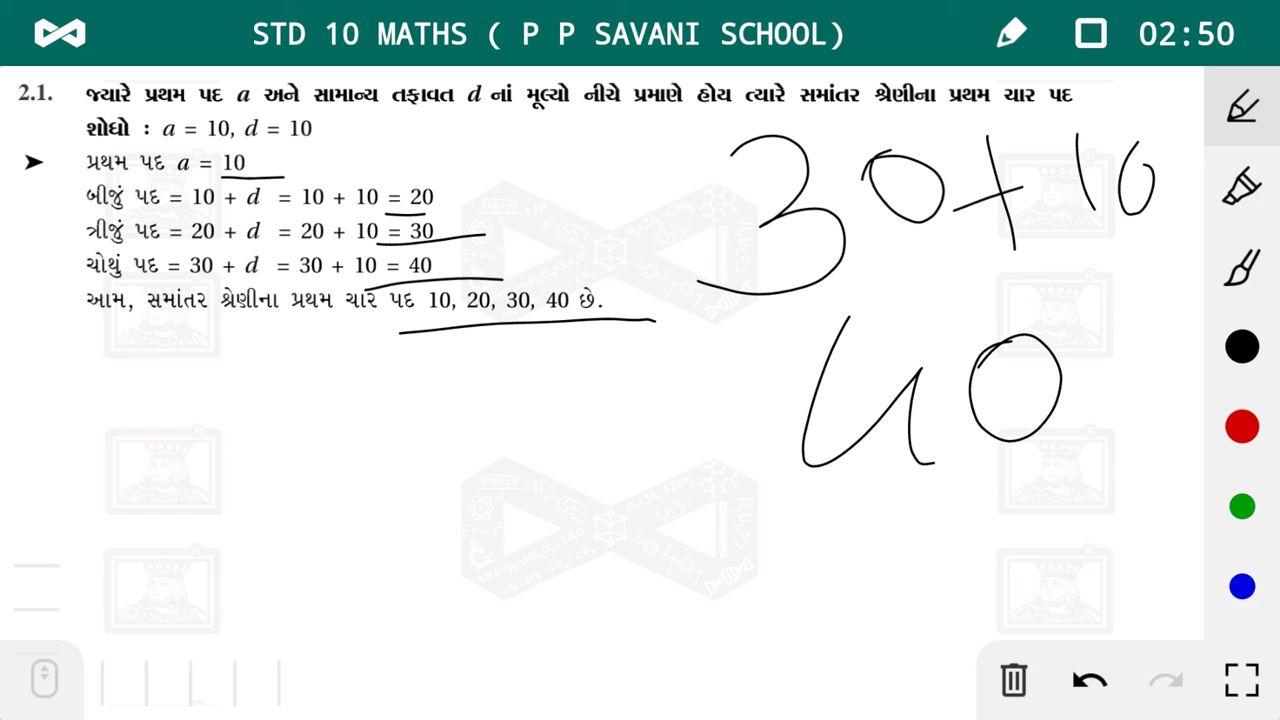 STD 10 MATHS ( P P SAVANI SCHOOL)
02:50
2.1. જ્યારે પ્રથમ પદ a અને સામાન્ય તફાવત d નાં મૂલ્યો નીચે પ્રમાણે હોય ત્યારે સમાંતર શ્રેણીના પ્રથમ ચાર પદ
શોધો : a = 10, d = 10
➤ પ્રથમ પદ a = 10
બીજું પદ = 10 + d = 10 + 10 = 20
ત્રીજું પદ = 20 + d = 20 + 10 = 30
ચોથું પદ = 30 + d = 30 + 10 = 40
આમ, સમાંતર શ્રેણીના પ્રથમ ચાર પદ 10, 20, 30, 40 છે.
30 + 10
40